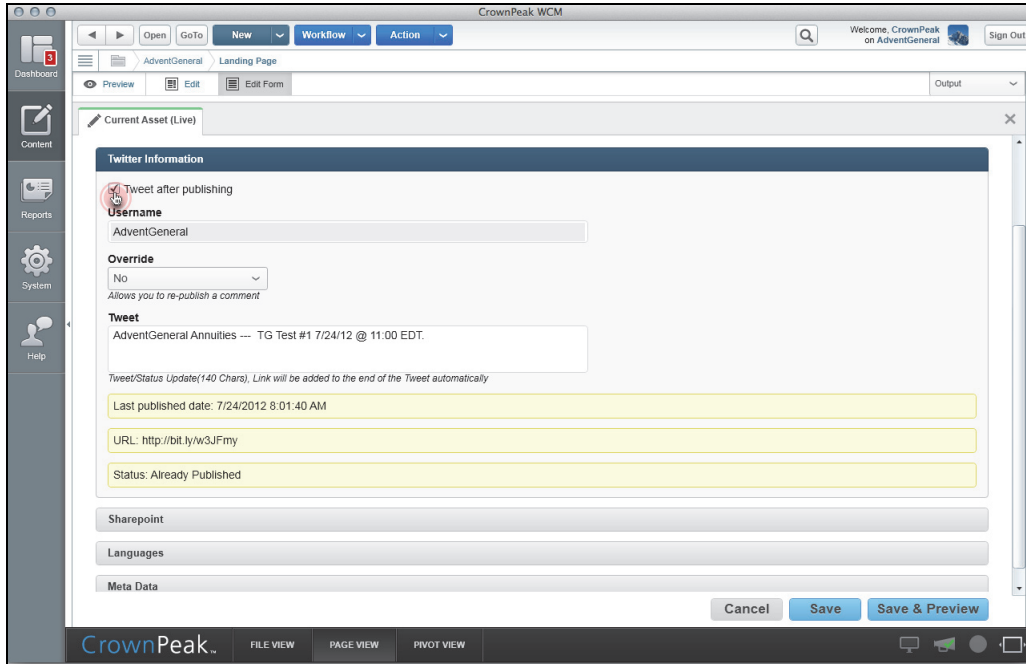 CrownPeak WCM
Open GoTo New Workflow Action Welcome, CrownPeak Sign Out
on AdventGeneral
3
Dashboard
AdventGeneral Landing Page
Preview Edit Edit Form Output
Current Asset (Live)
Content
Twitter Information
Tweet after publishing
Reports
Username
AdventGeneral
Override
System
No
Allows you to re-publish a comment
Tweet
AdventGeneral Annuities --- TG Test #1 7/24/12 @ 11:00 EDT.
Help
Tweet/Status Update(140 Chars), Link will be added to the end of the Tweet automatically
Last published date: 7/24/2012 8:01:40 AM
URL: http://bit.ly/w3JFmy
Status: Already Published
Sharepoint
Languages
Meta Data
Cancel Save Save & Preview
CrownPeak™ FILE VIEW PAGE VIEW PIVOT VIEW